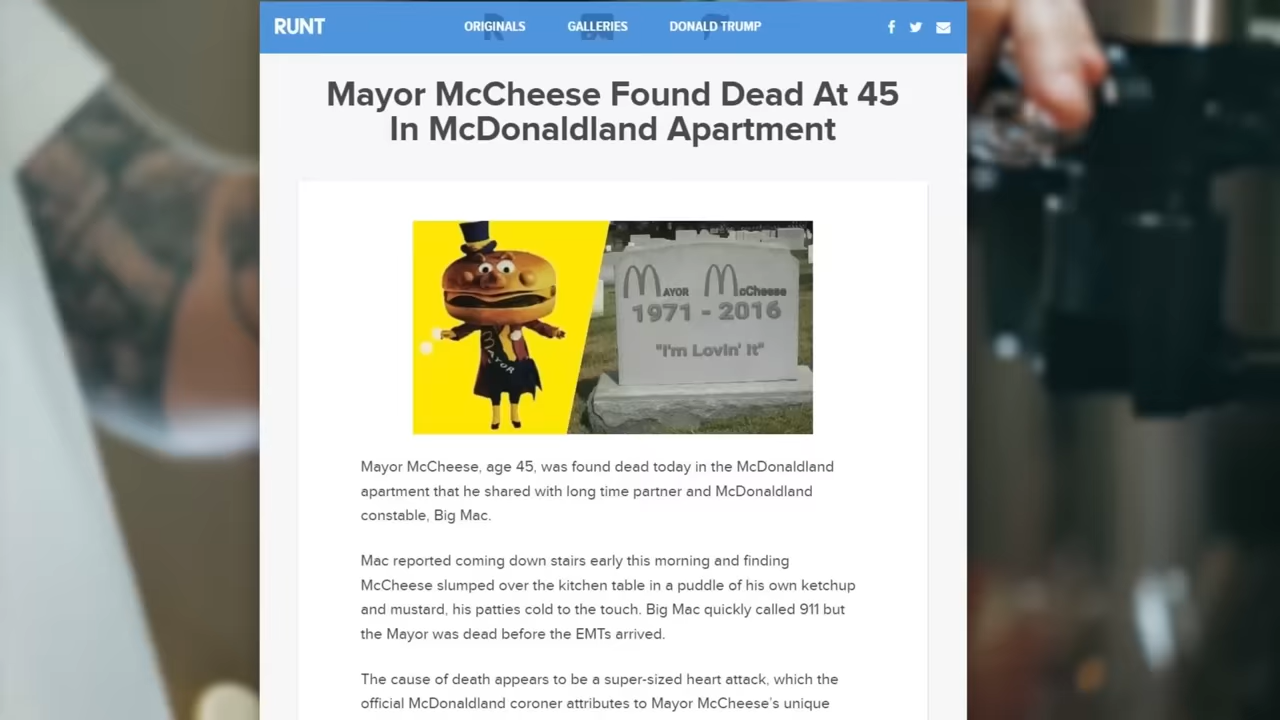 RUNT
ORIGINALS GALLERIES DONALD TRUMP
Mayor McCheese Found Dead At 45
In McDonaldland Apartment
MAYOR
MAYOR McCheese
1971 - 2016
"I'm Lovin' It"
Mayor McCheese, age 45, was found dead today in the McDonaldland
apartment that he shared with long time partner and McDonaldland
constable, Big Mac.
Mac reported coming down stairs early this morning and finding
McCheese slumped over the kitchen table in a puddle of his own ketchup
and mustard, his patties cold to the touch. Big Mac quickly called 911 but
the Mayor was dead before the EMTs arrived.
The cause of death appears to be a super-sized heart attack, which the
official McDonaldland coroner attributes to Mayor McCheese’s unique